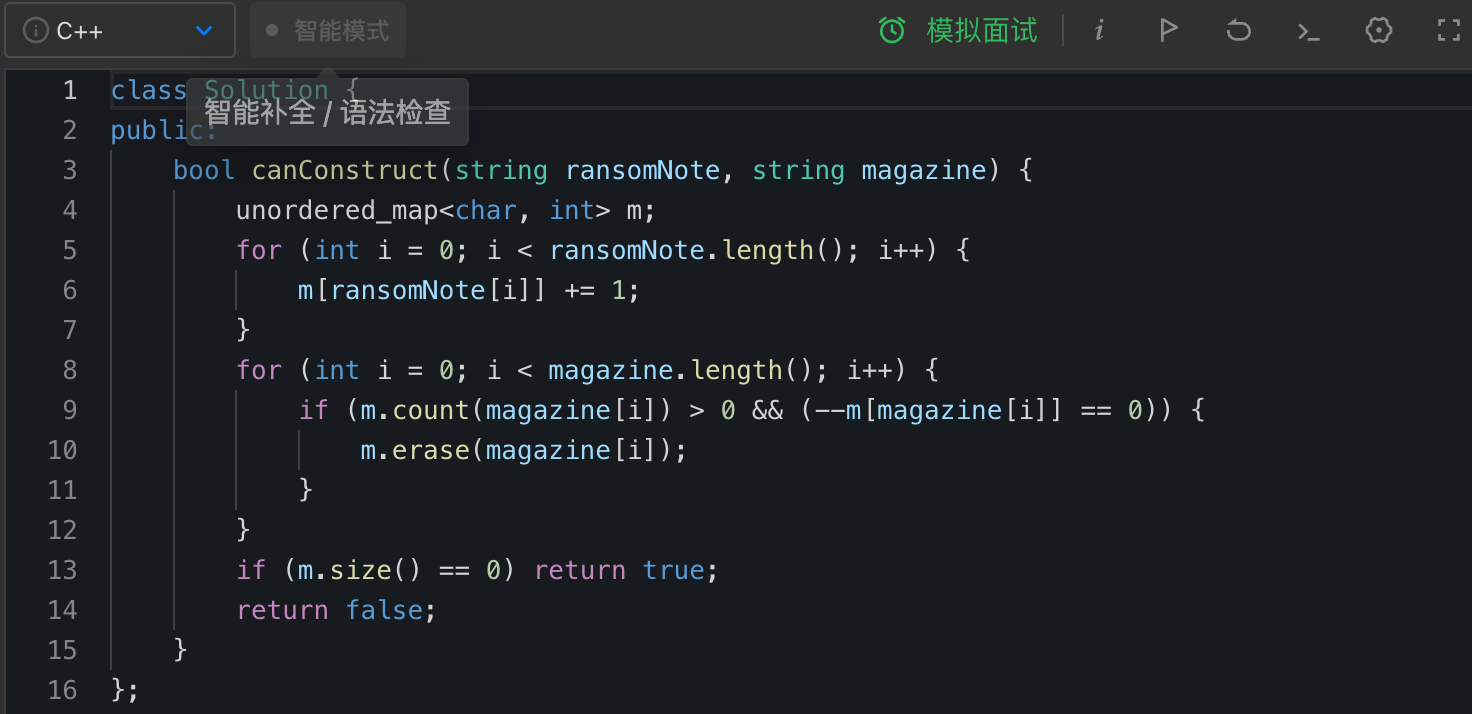 C++ 智能模式 模拟面试
1 class Solution {
智能补全 / 语法检查
2 public:
3 bool canConstruct(string ransomNote, string magazine) {
4 unordered_map<char, int> m;
5 for (int i = 0; i < ransomNote.length(); i++) {
6 m[ransomNote[i]] += 1;
7 }
8 for (int i = 0; i < magazine.length(); i++) {
9 if (m.count(magazine[i]) > 0 && (--m[magazine[i]] == 0)) {
10 m.erase(magazine[i]);
11 }
12 }
13 if (m.size() == 0) return true;
14 return false;
15 }
16 };